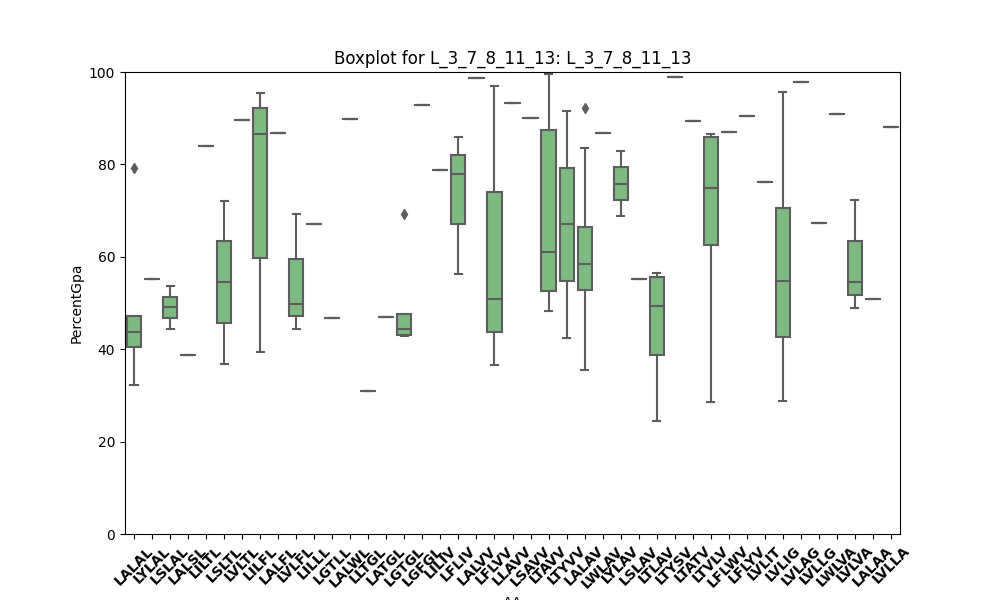 Boxplot for L_3_7_8_11_13: L_3_7_8_11_13
PercentGpa
100
80
60
40
20
0
LALAL
LYLAL
LSLAL
LALSL
LILTL
LSLTL
LVLTL
LILFL
LALFL
LVLFL
LILLL
LGTLL
LALWL
LLTGL
LATGL
LGTGL
LGFGL
LILIV
LFLIV
LALVV
LFLVV
LLAVV
LSAVV
LTAVV
LTYVV
LALAV
LWLAV
LYLAV
LSLAV
LTLAV
LTYSV
LTATV
LTVLV
LFLWV
LFLYV
LVLIT
LVLIG
LVLAG
LVLLG
LWLVA
LVLVA
LVLLA